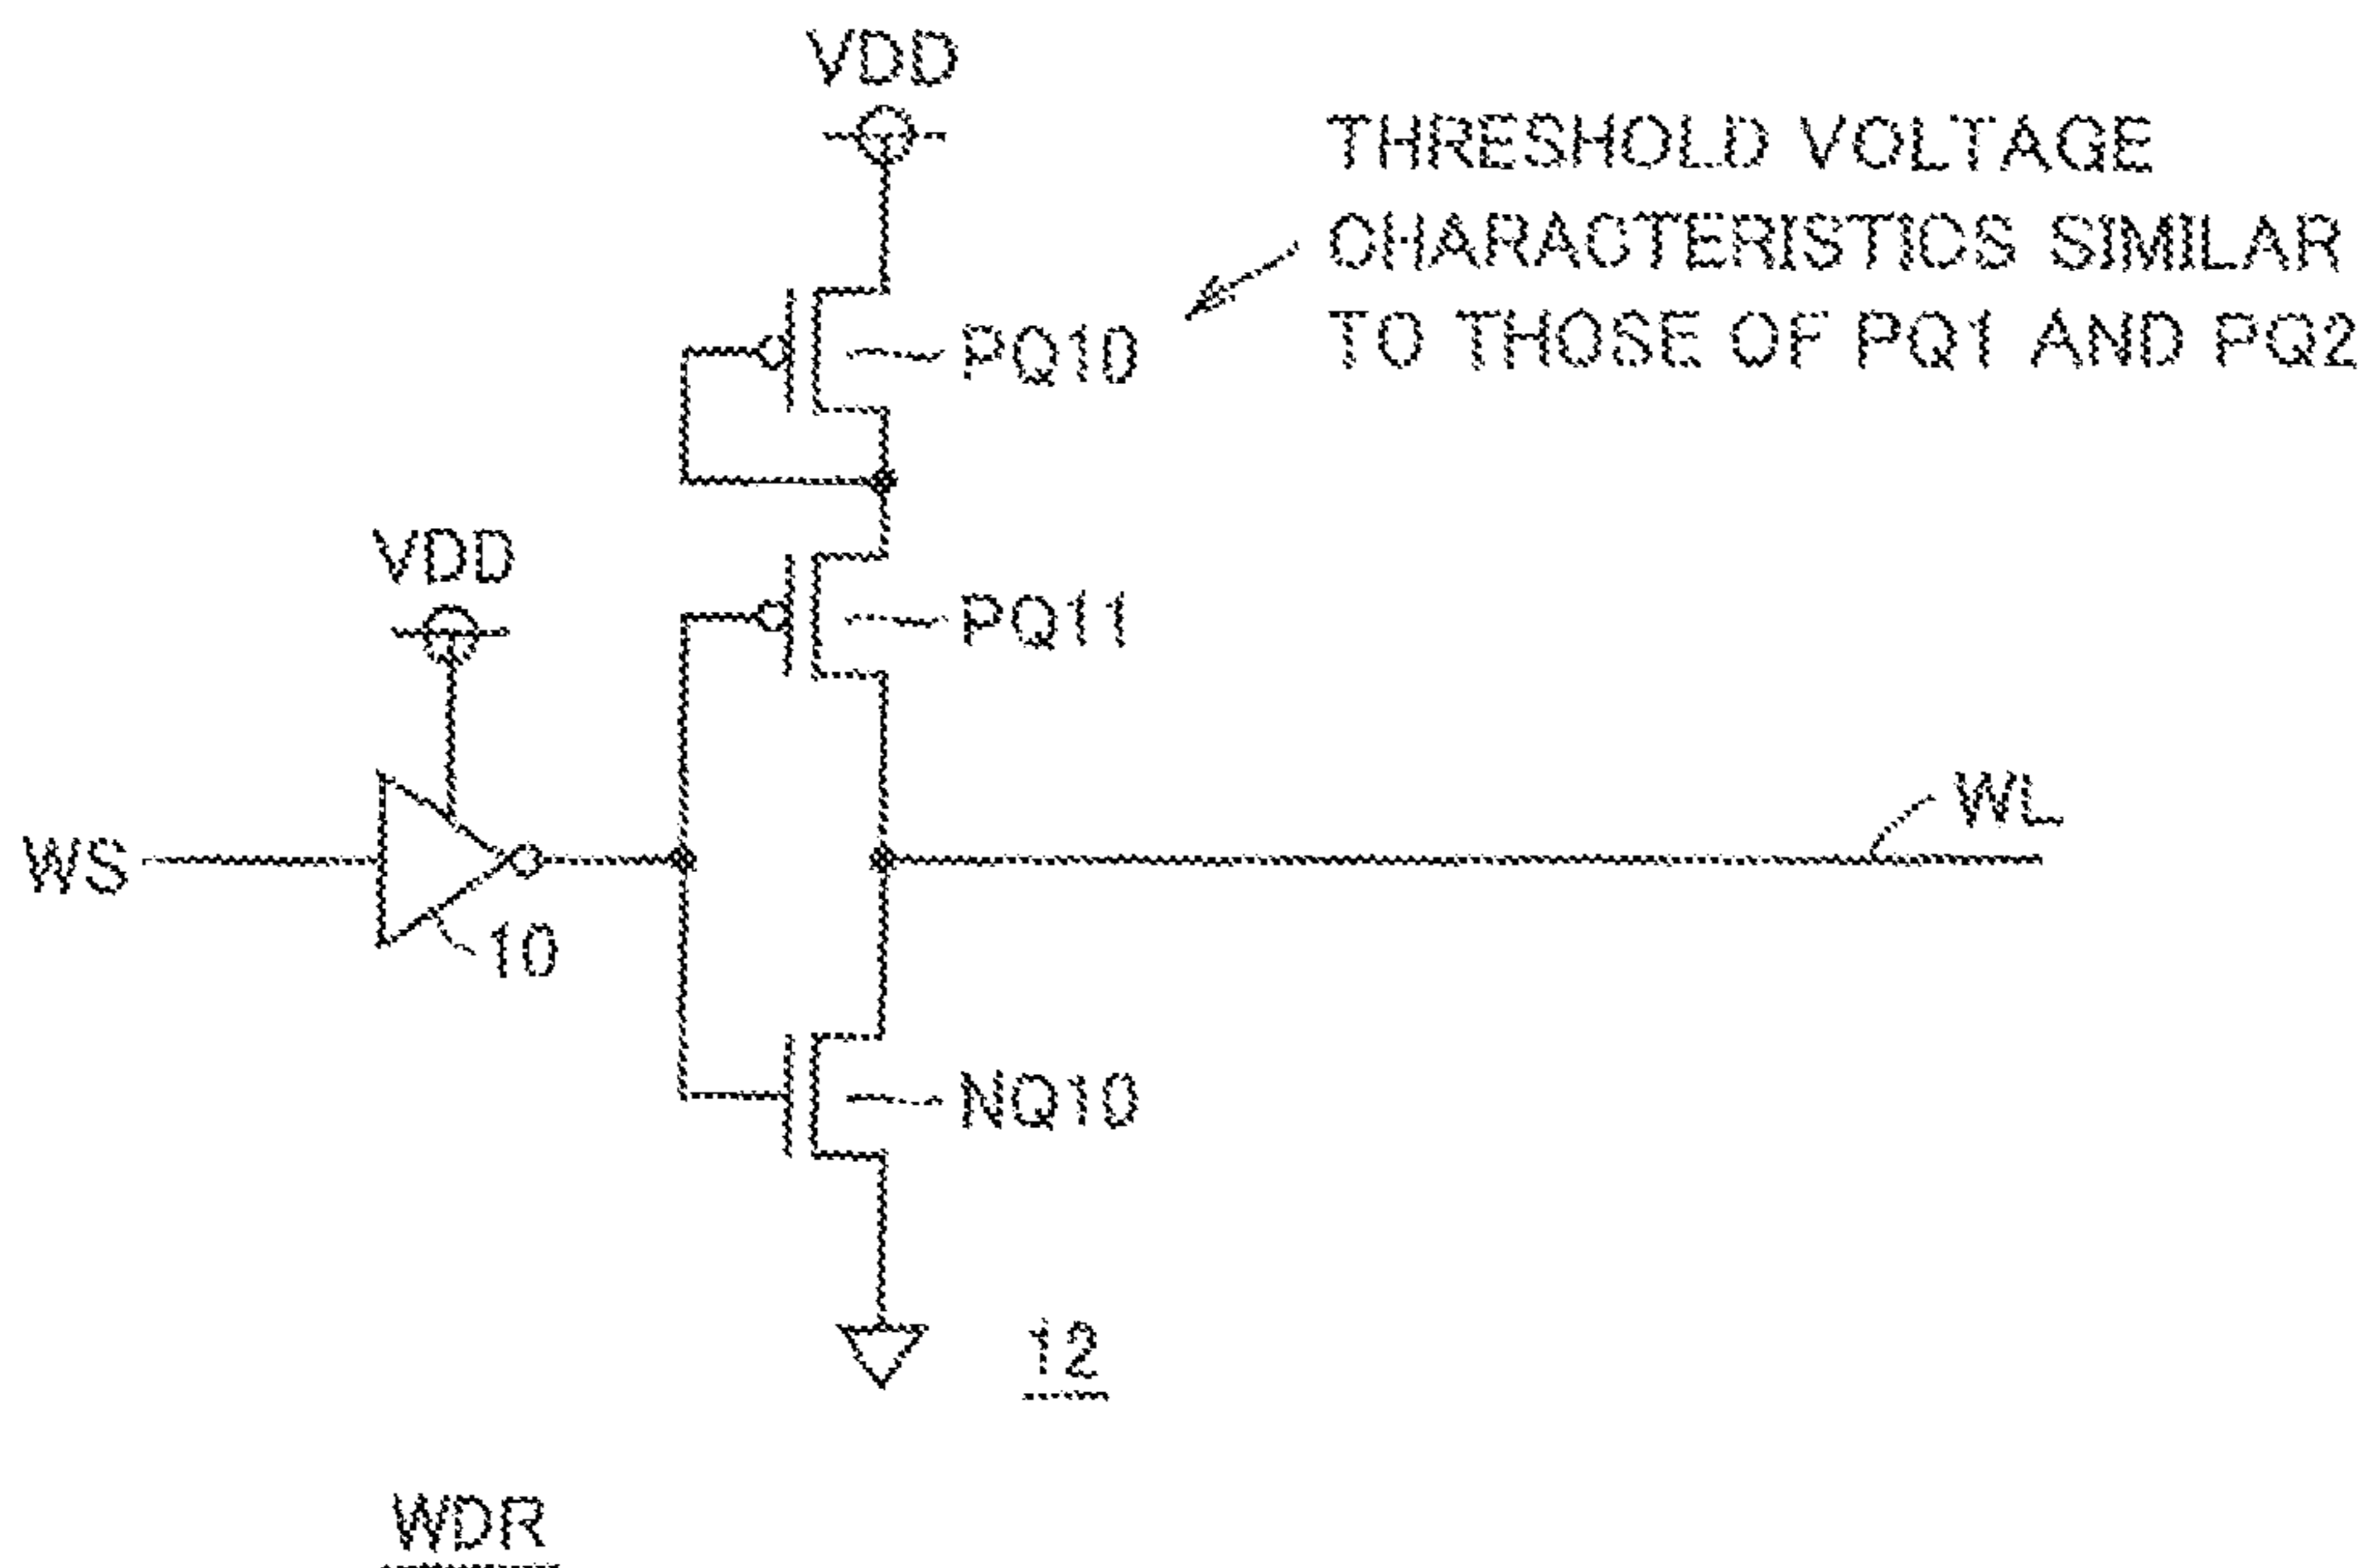 VDD
THRESHOLD VOLTAGE
CHARACTERISTICS SIMILAR
TO THOSE OF PQ1 AND PQ2
PQ10
VDD
PQ11
WL
WS
10
NQ10
12
WDR